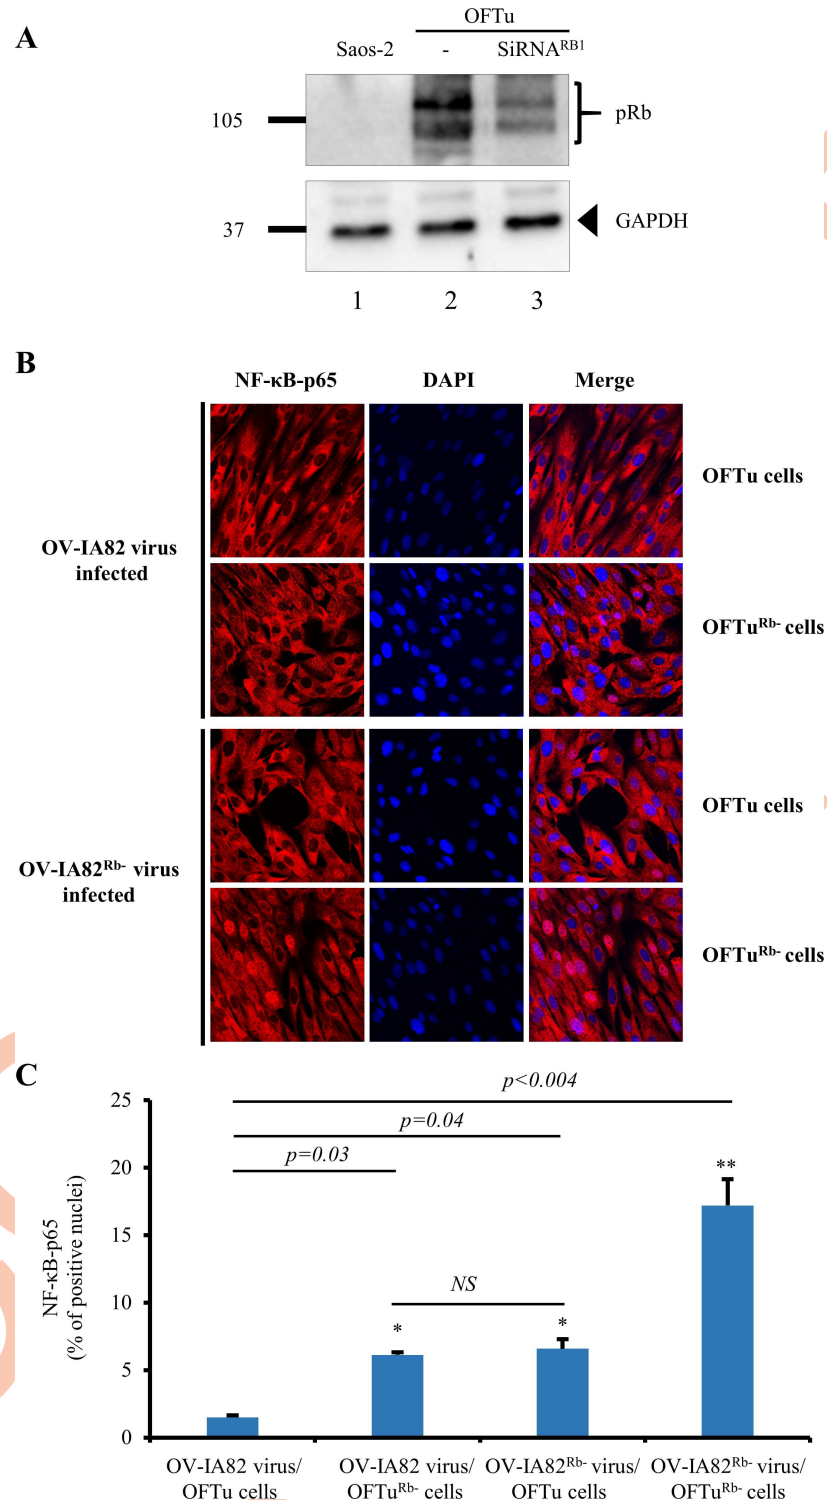 A
OFTu
Saos-2 - SiRNA^RB1
105
pRb
37
GAPDH
1 2 3
B
NF-κB-p65 DAPI Merge
OFTu cells
OV-IA82 virus
infected
OFTu^Rb- cells
OFTu cells
OV-IA82^Rb- virus
infected
OFTu^Rb- cells
C
p<0.004
p=0.04
p=0.03
NS
* * **
NF-κB-p65
(% of positive nuclei)
25
20
15
10
5
0
OV-IA82 virus/
OFTu cells
OV-IA82 virus/
OFTu^Rb- cells
OV-IA82^Rb- virus/
OFTu cells
OV-IA82^Rb- virus/
OFTu^Rb- cells